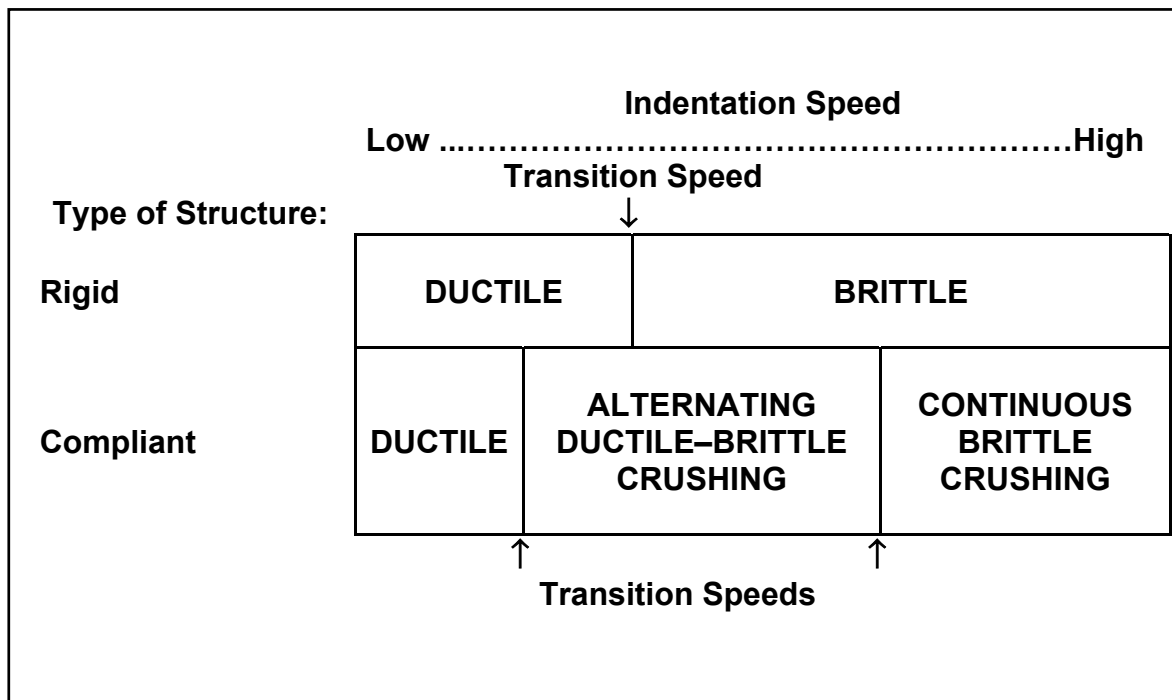 Indentation Speed
Low ...……………………………………………………High
Transition Speed
Type of Structure:
↓
Rigid
DUCTILE
BRITTLE
Compliant
DUCTILE
ALTERNATING
DUCTILE–BRITTLE
CRUSHING
CONTINUOUS
BRITTLE
CRUSHING
↑ ↑
Transition Speeds